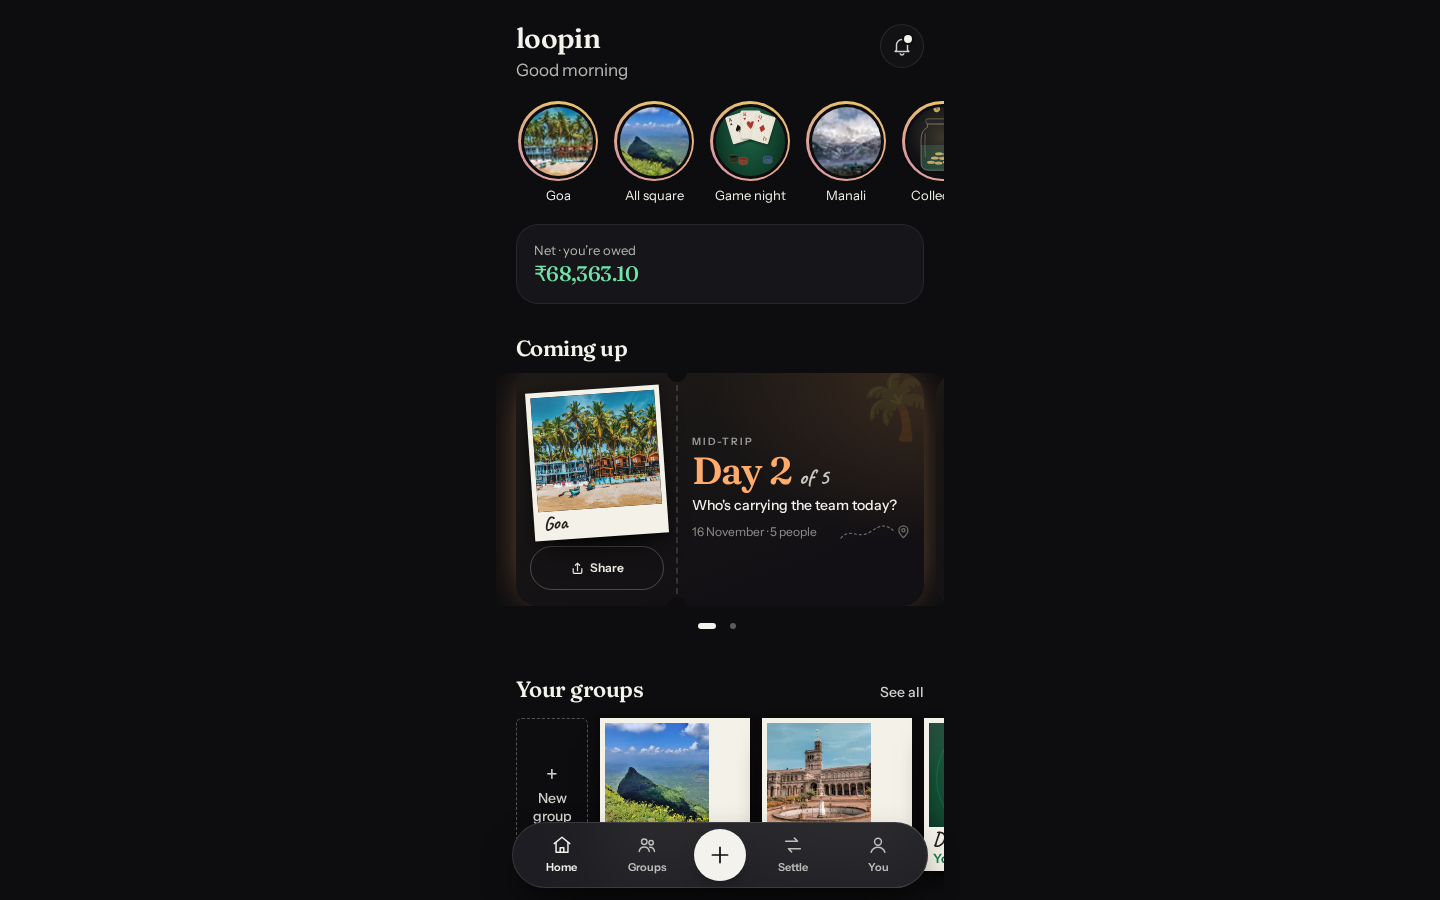 loopin
Good morning
Goa
All square
Game night
Manali
Net · you're owed
₹68,363.10
Coming up
MID-TRIP
Day 2 of 5
Who's carrying the team today?
16 November · 5 people
Goa
Share
Your groups
See all
+
New
group
Home
Groups
Settle
You